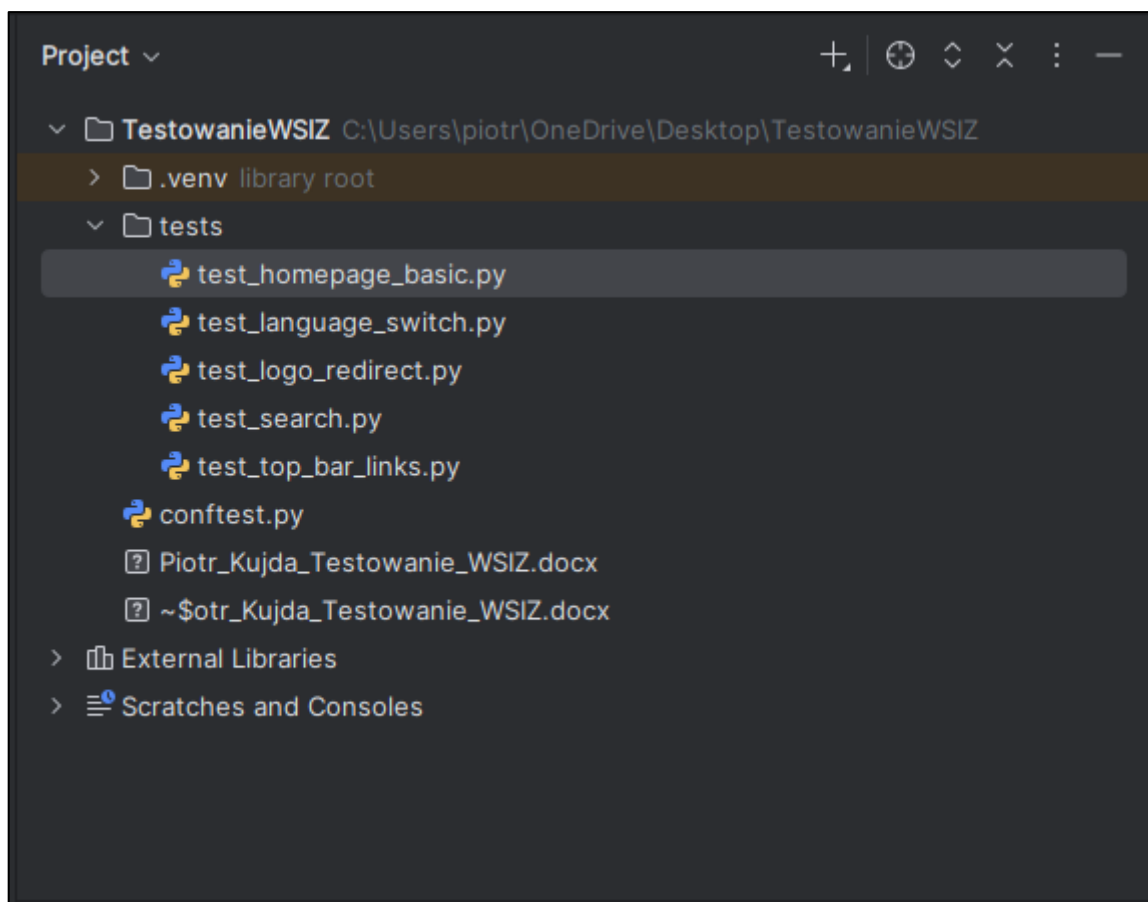 Project
TestowanieWSIZ C:\Users\piotr\OneDrive\Desktop\TestowanieWSIZ
.venv library root
tests
test_homepage_basic.py
test_language_switch.py
test_logo_redirect.py
test_search.py
test_top_bar_links.py
conftest.py
Piotr_Kujda_Testowanie_WSIZ.docx
~$otr_Kujda_Testowanie_WSIZ.docx
External Libraries
Scratches and Consoles